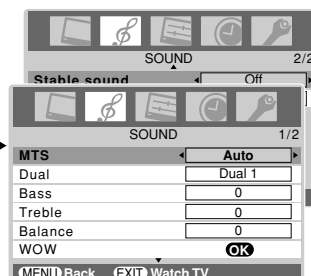 SOUND
2/2
Stable sound Off
SOUND
1/2
MTS Auto
Dual Dual 1
Bass 0
Treble 0
Balance 0
WOW OK
MENU Back EXIT Watch TV